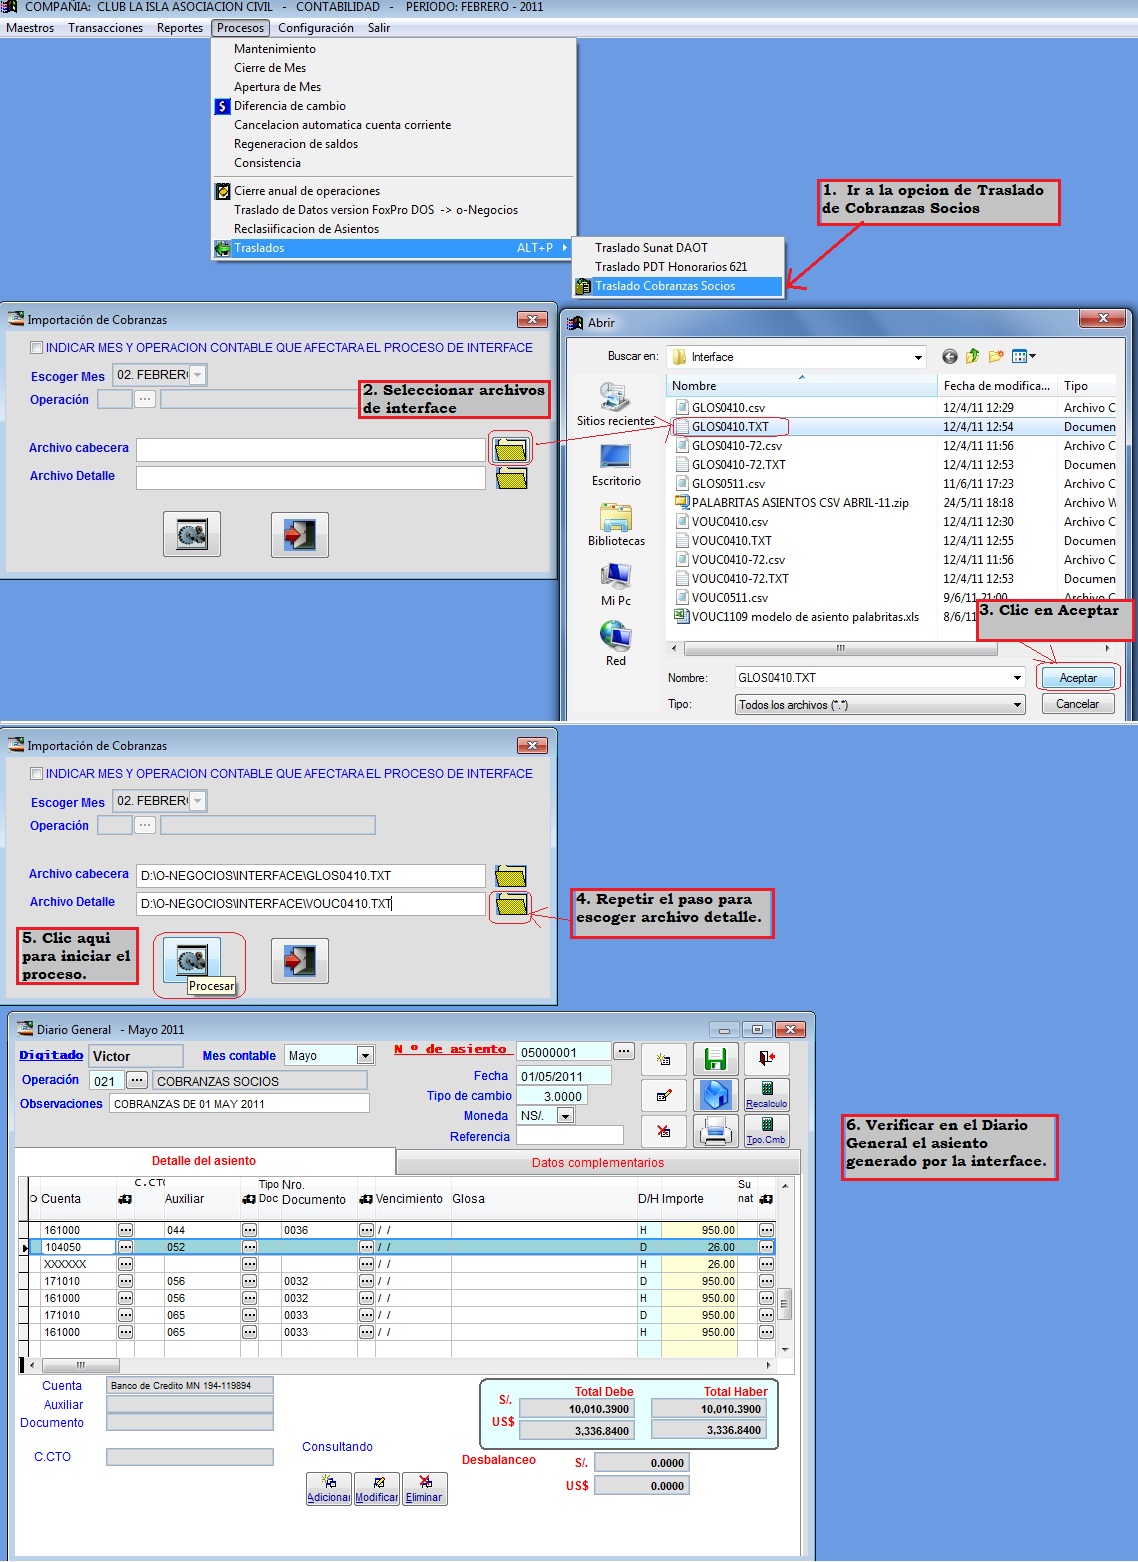 COMPAÑIA: CLUB LA ISLA ASOCIACION CIVIL - CONTABILIDAD - PERIODO: FEBRERO - 2011
Maestros Transacciones Reportes Procesos Configuración Salir
Mantenimiento
Cierre de Mes
Apertura de Mes
Diferencia de cambio
Cancelacion automatica cuenta corriente
Regeneracion de saldos
Consistencia
Cierre anual de operaciones
Traslado de Datos version FoxPro DOS -> o-Negocios
Reclasiificacion de Asientos
Traslados ALT+P
Traslado Sunat DAOT
Traslado PDT Honorarios 621
Traslado Cobranzas Socios
1. Ir a la opcion de Traslado
de Cobranzas Socios
Importación de Cobranzas
INDICAR MES Y OPERACION CONTABLE QUE AFECTARA EL PROCESO DE INTERFACE
Escoger Mes 02. FEBRER
Operación
2. Seleccionar archivos
de interface
Archivo cabecera
Archivo Detalle
Abrir
Buscar en: Interface
Nombre Fecha de modifica... Tipo
Sitios recientes
Escritorio
Bibliotecas
Mi Pc
Red
GLOS0410.csv 12/4/11 12:29 Archivo C
GLOS0410.TXT 12/4/11 12:54 Documen
GLOS0410-72.csv 12/4/11 11:56 Archivo C
GLOS0410-72.TXT 12/4/11 12:53 Documen
GLOS0511.csv 11/6/11 17:23 Archivo C
PALABRITAS ASIENTOS CSV ABRIL-11.zip 24/5/11 18:18 Archivo W
VOUC0410.csv 12/4/11 12:30 Archivo C
VOUC0410.TXT 12/4/11 12:55 Documen
VOUC0410-72.csv 12/4/11 11:56 Archivo C
VOUC0410-72.TXT 12/4/11 12:53 Documen
VOUC0511.csv 9/6/11 21:00 Archivo C
VOUC1109 modelo de asiento palabritas.xls 8/6/11
3. Clic en Aceptar
Nombre: GLOS0410.TXT Aceptar
Tipo: Todos los archivos (*.*) Cancelar
Importación de Cobranzas
INDICAR MES Y OPERACION CONTABLE QUE AFECTARA EL PROCESO DE INTERFACE
Escoger Mes 02. FEBRER
Operación
Archivo cabecera D:\O-NEGOCIOS\INTERFACE\GLOS0410.TXT
Archivo Detalle D:\O-NEGOCIOS\INTERFACE\VOUC0410.TXT
4. Repetir el paso para
escoger archivo detalle.
5. Clic aqui
para iniciar el
proceso.
Procesar
Diario General - Mayo 2011
Digitado Victor Mes contable Mayo N º de asiento 05000001
Operación 021 COBRANZAS SOCIOS Fecha 01/05/2011
Observaciones COBRANZAS DE 01 MAY 2011 Tipo de cambio 3.0000
Moneda NS/.
Referencia
Recalculo
Tpo.Cmb
6. Verificar en el Diario
General el asiento
generado por la interface.
Detalle del asiento Datos complementarios
O Cuenta C.CTO Auxiliar Tipo Doc Nro. Documento Vencimiento Glosa D/H Importe Su nat
161000 044 0036 / / H 950.00
104050 052 / / D 26.00
XXXXXX / / H 26.00
171010 056 0032 / / D 950.00
161000 056 0032 / / H 950.00
171010 065 0033 / / D 950.00
161000 065 0033 / / H 950.00
Cuenta Banco de Credito MN 194-119894
Auxiliar
Documento
C.CTO
Consultando
Adicionar Modificar Eliminar
Total Debe Total Haber
S/. 10,010.3900 10,010.3900
US$ 3,336.8400 3,336.8400
Desbalanceo S/. 0.0000
US$ 0.0000